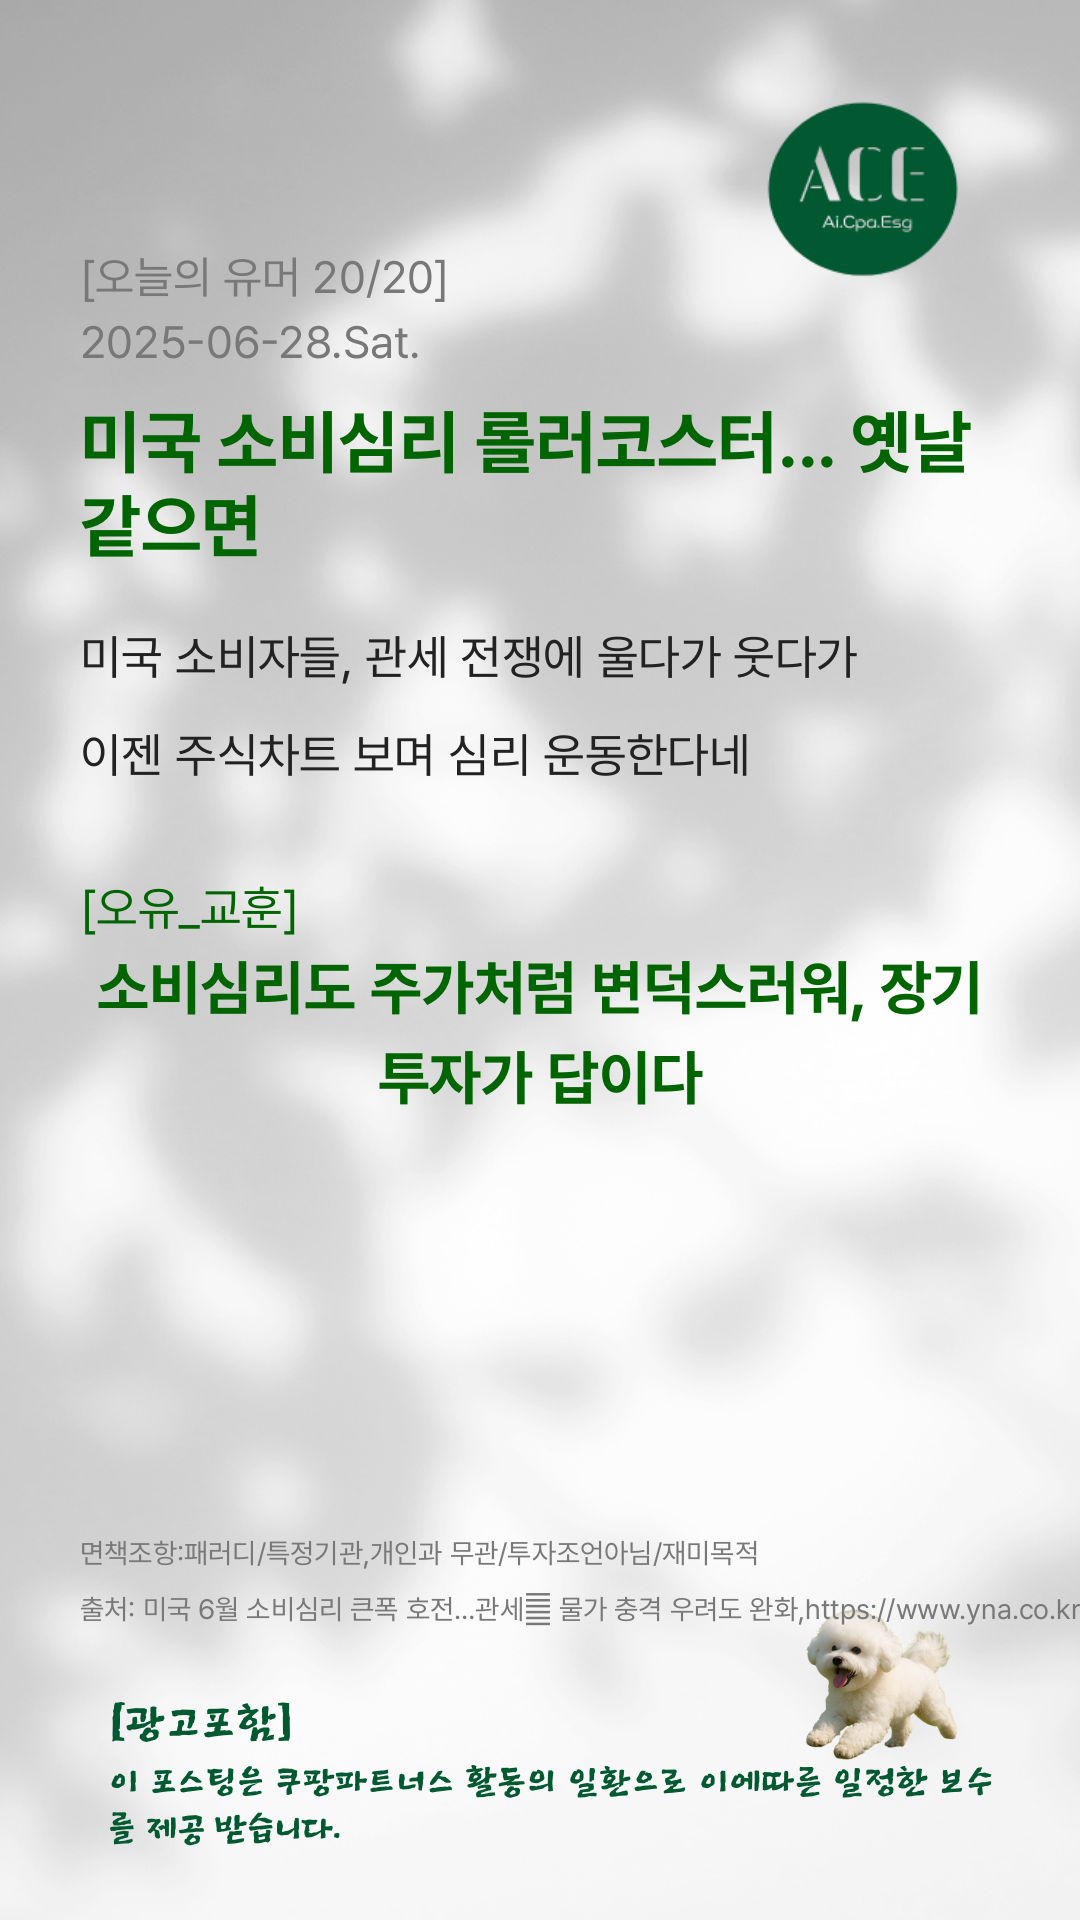 ACE
Ai.Cpa.Esg
[오늘의 유머 20/20]
2025-06-28.Sat.
미국 소비심리 롤러코스터... 옛날
같으면
미국 소비자들, 관세 전쟁에 울다가 웃다가
이젠 주식차트 보며 심리 운동한다네
[오유_교훈]
소비심리도 주가처럼 변덕스러워, 장기
투자가 답이다
면책조항:패러디/특정기관,개인과 무관/투자조언아님/재미목적
출처: 미국 6월 소비심리 큰폭 호전...관세 물가 충격 우려도 완화,https://www.yna.co.kr
[광고포함]
이 포스팅은 쿠팡파트너스 활동의 일환으로 이에따른 일정한 보수
를 제공 받습니다.